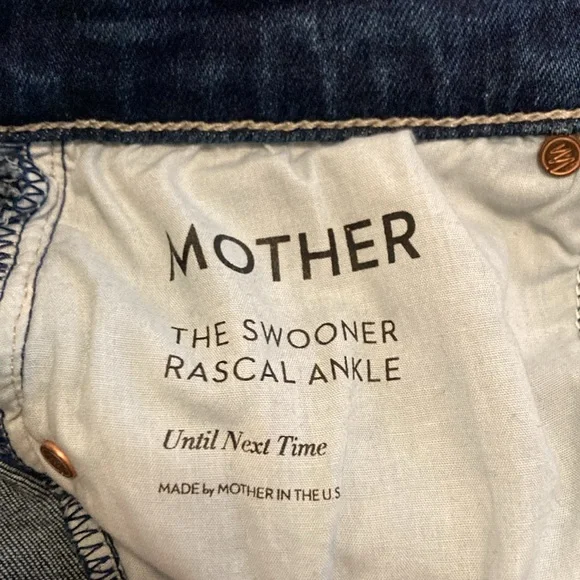 MOTHER
THE SWOONER
RASCAL ANKLE
Until Next Time
MADE by MOTHER IN THE U.S